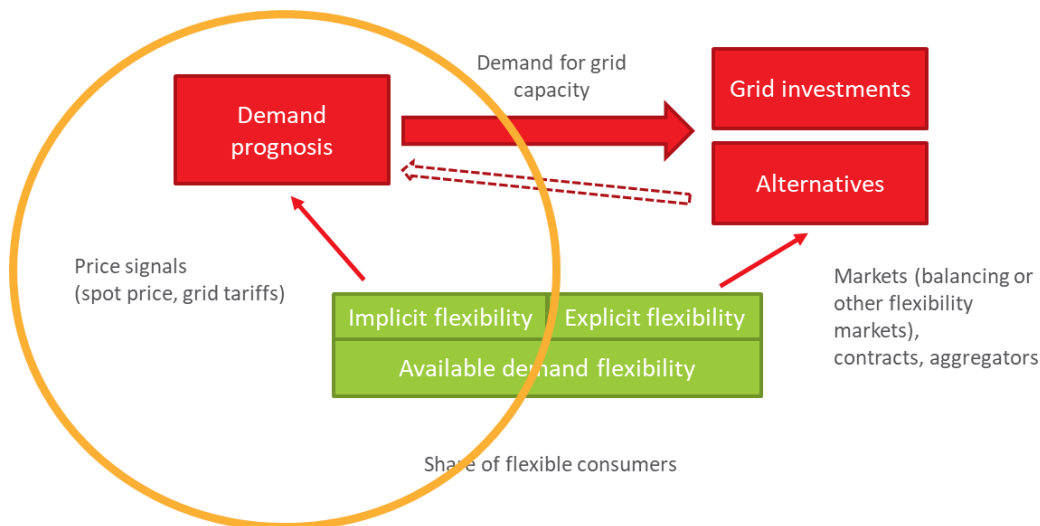 Demand for grid
capacity
Grid investments
Demand
prognosis
Alternatives
Price signals
(spot price, grid tariffs)
Markets (balancing or
other flexibility
markets),
contracts, aggregators
Implicit flexibility
Explicit flexibility
Available demand flexibility
Share of flexible consumers